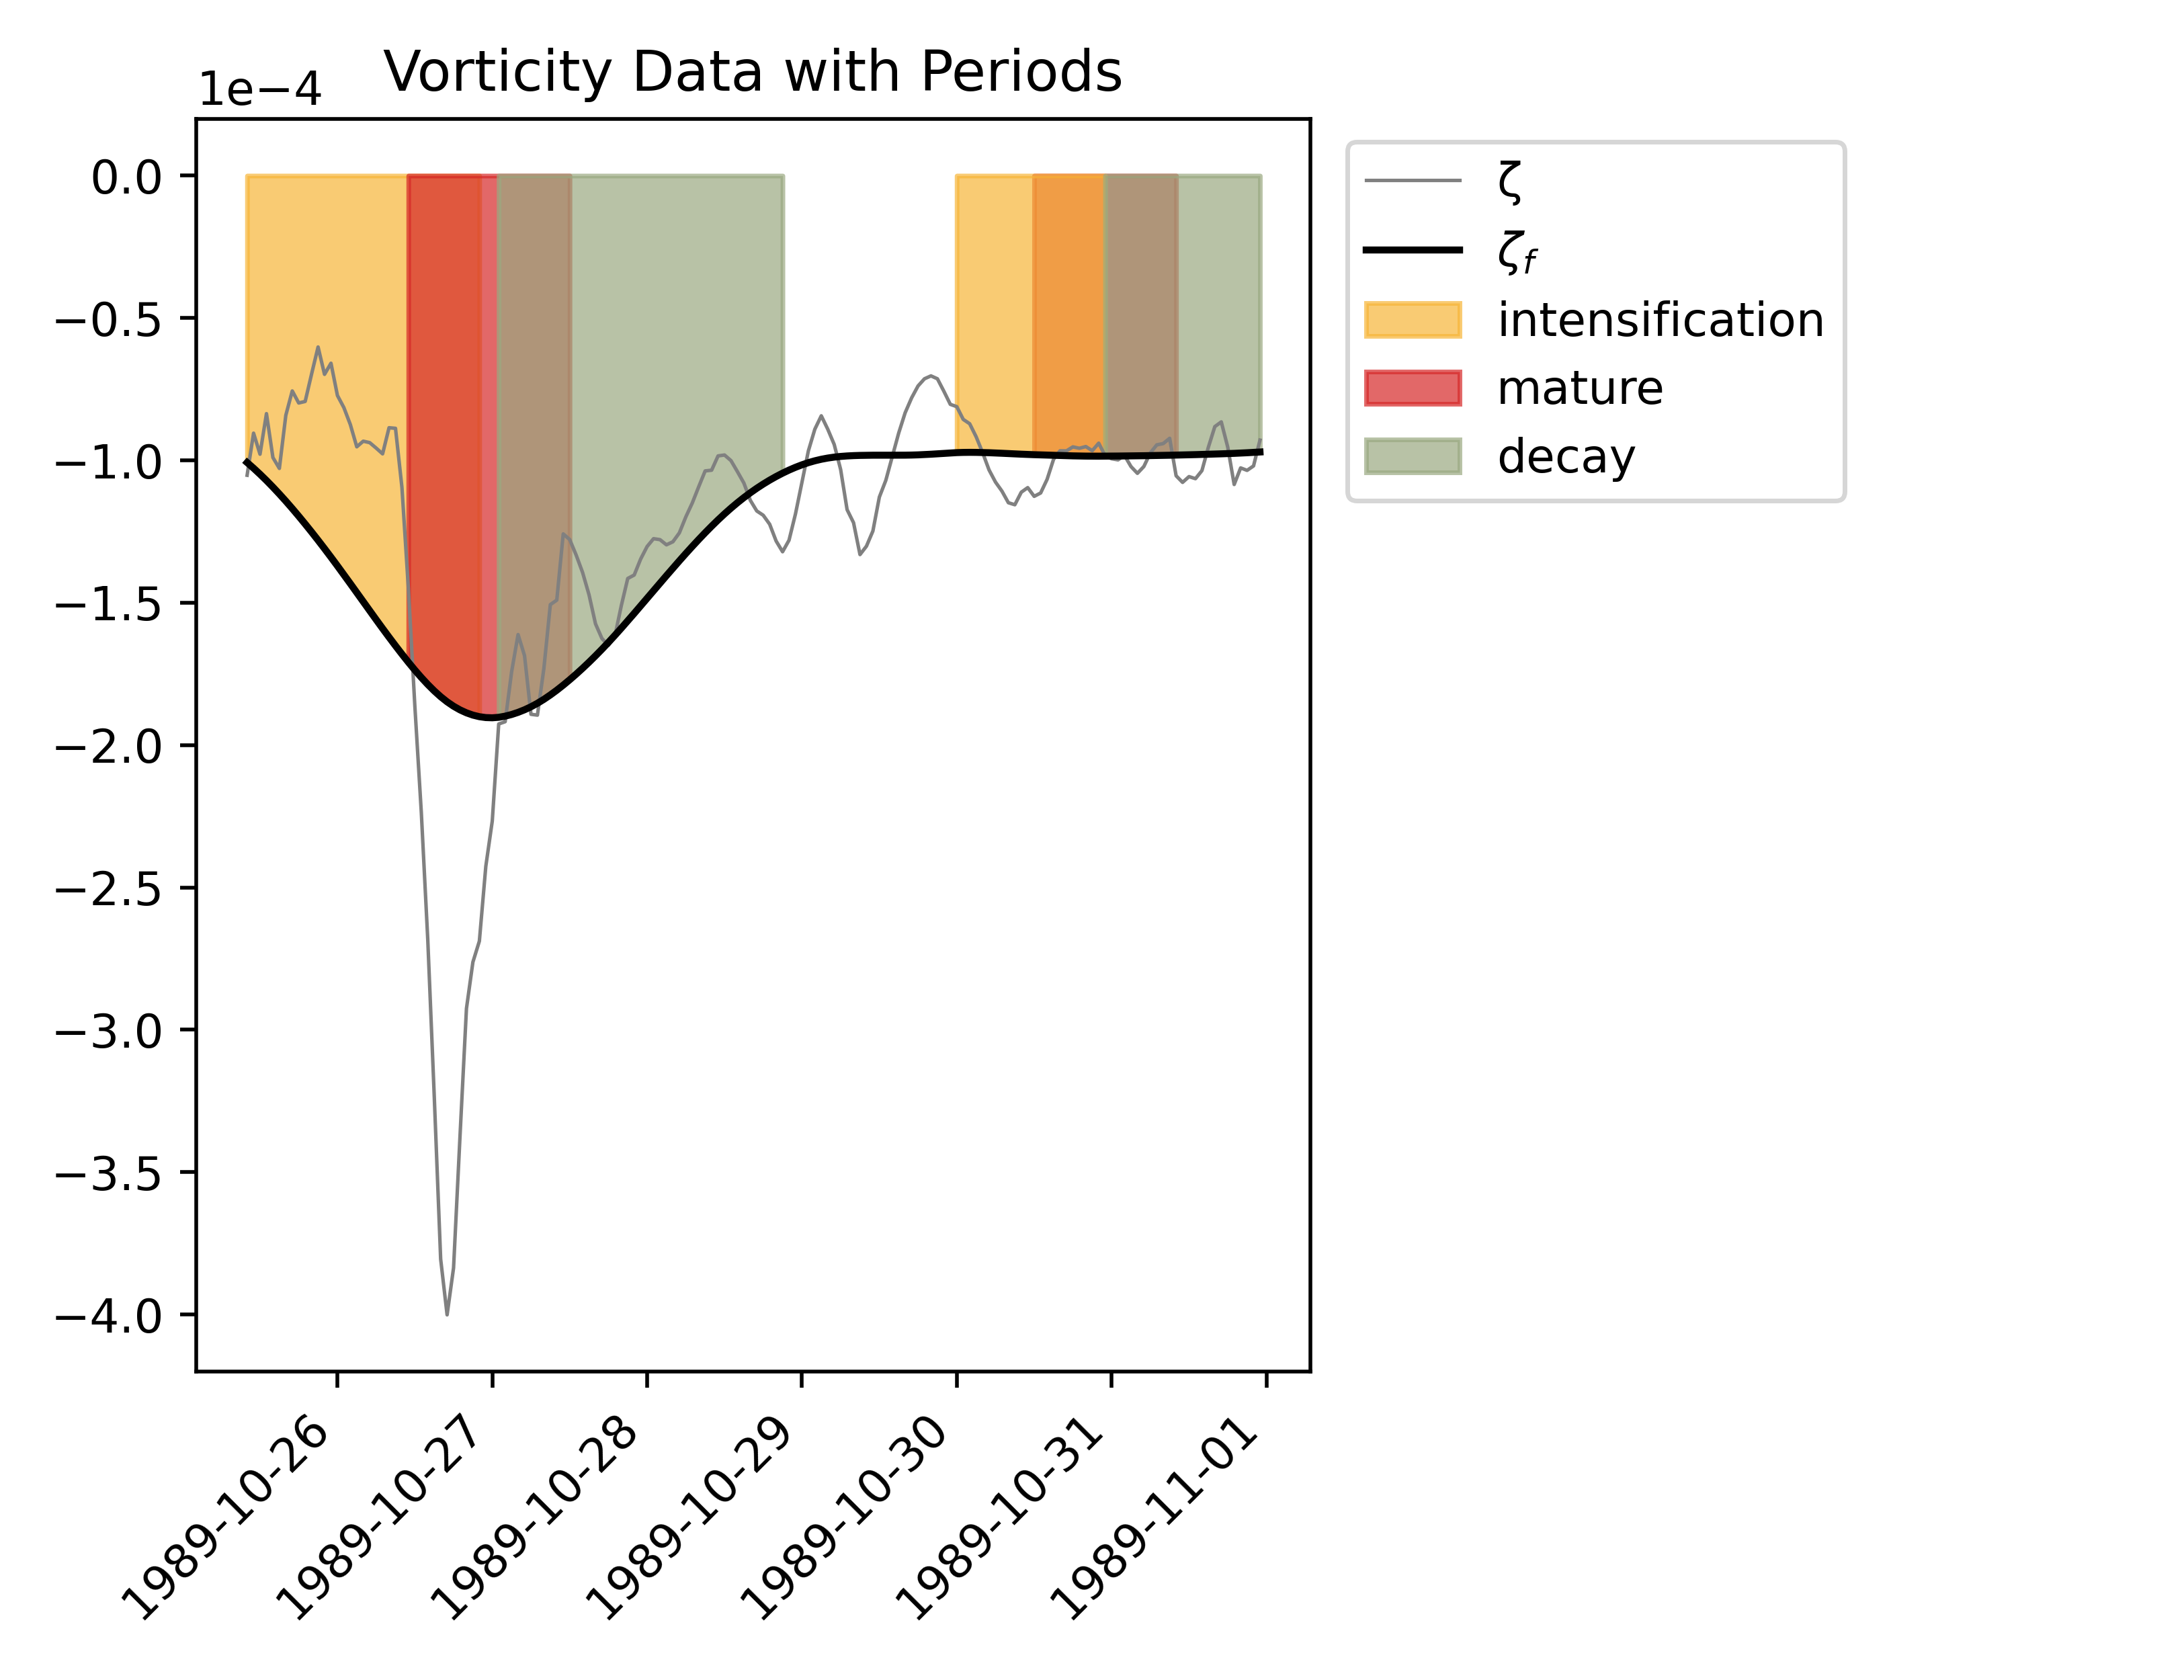 Vorticity Data with Periods
1e−4
0.0
−0.5
−1.0
−1.5
−2.0
−2.5
−3.0
−3.5
−4.0
1989-10-26
1989-10-27
1989-10-28
1989-10-29
1989-10-30
1989-10-31
1989-11-01
ζ
ζf
intensification
mature
decay